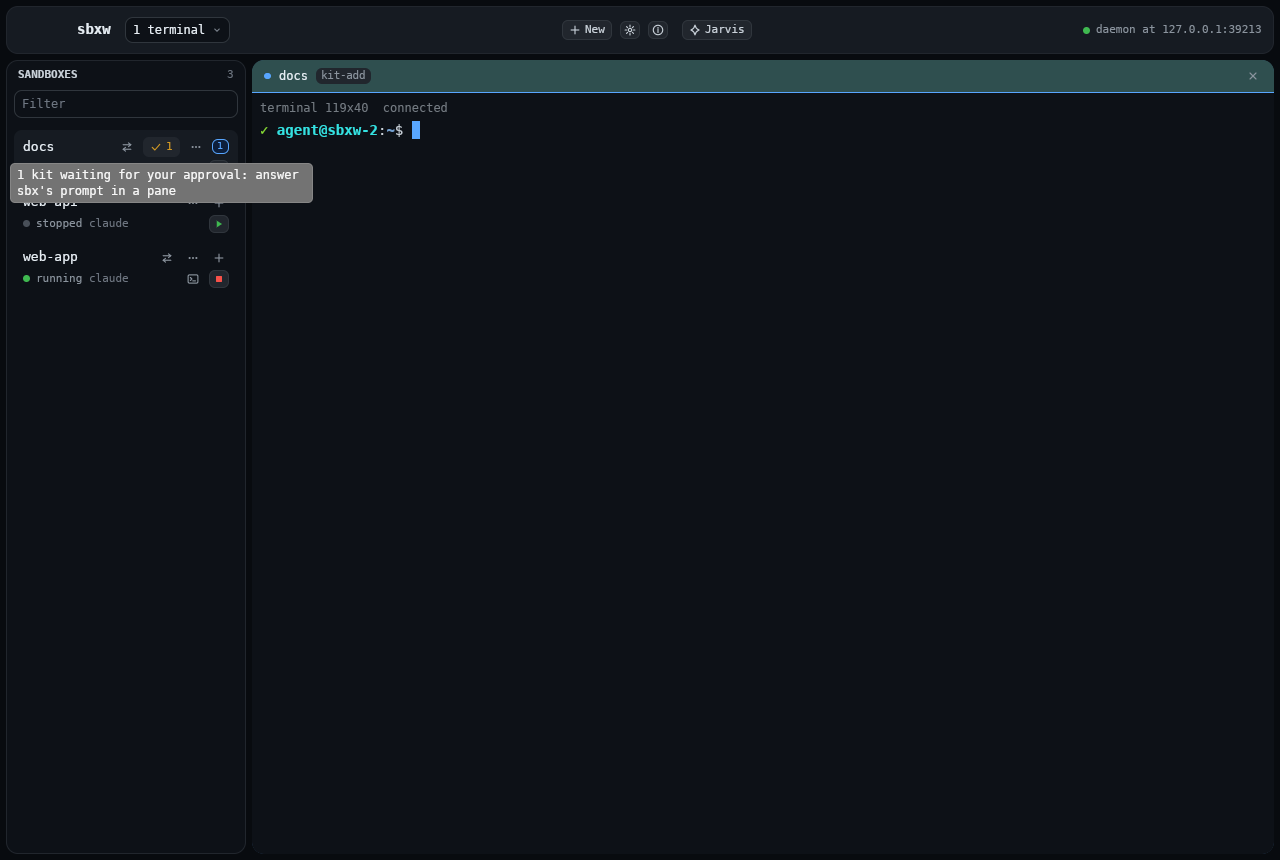 sbxw
1 terminal
New
Jarvis
daemon at 127.0.0.1:39213
SANDBOXES
3
Filter
docs
1
1
1 kit waiting for your approval: answer
sbx's prompt in a pane
stopped claude
web-app
running claude
docs kit-add
terminal 119x40 connected
✓ agent@sbxw-2:~$